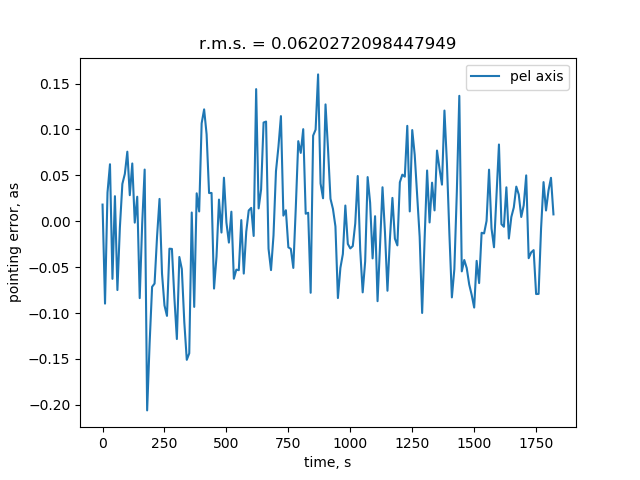 r.m.s. = 0.0620272098447949
pel axis
0.15
0.10
0.05
0.00
−0.05
−0.10
−0.15
−0.20
pointing error, as
0 250 500 750 1000 1250 1500 1750
time, s